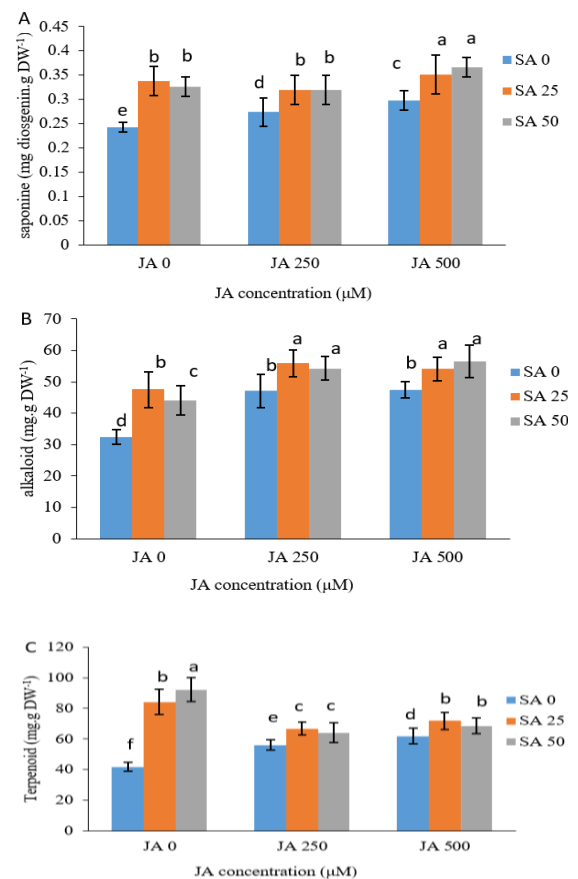 A
saponine (mg diosgenin.g DW-1)
0.45
0.4
0.35
0.3
0.25
0.2
0.15
0.1
0.05
0
e b b
d b b
c a a
SA 0
SA 25
SA 50
JA 0 JA 250 JA 500
JA concentration (µM)
B
alkaloid (mg.g DW-1)
70
60
50
40
30
20
10
0
d b c
b a a
b a a
SA 0
SA 25
SA 50
JA 0 JA 250 JA 500
JA concentration (µM)
C
Terpenoid (mg.g DW-1)
120
100
80
60
40
20
0
f b a
e c c
d b b
SA 0
SA 25
SA 50
JA 0 JA 250 JA 500
JA concentration (µM)